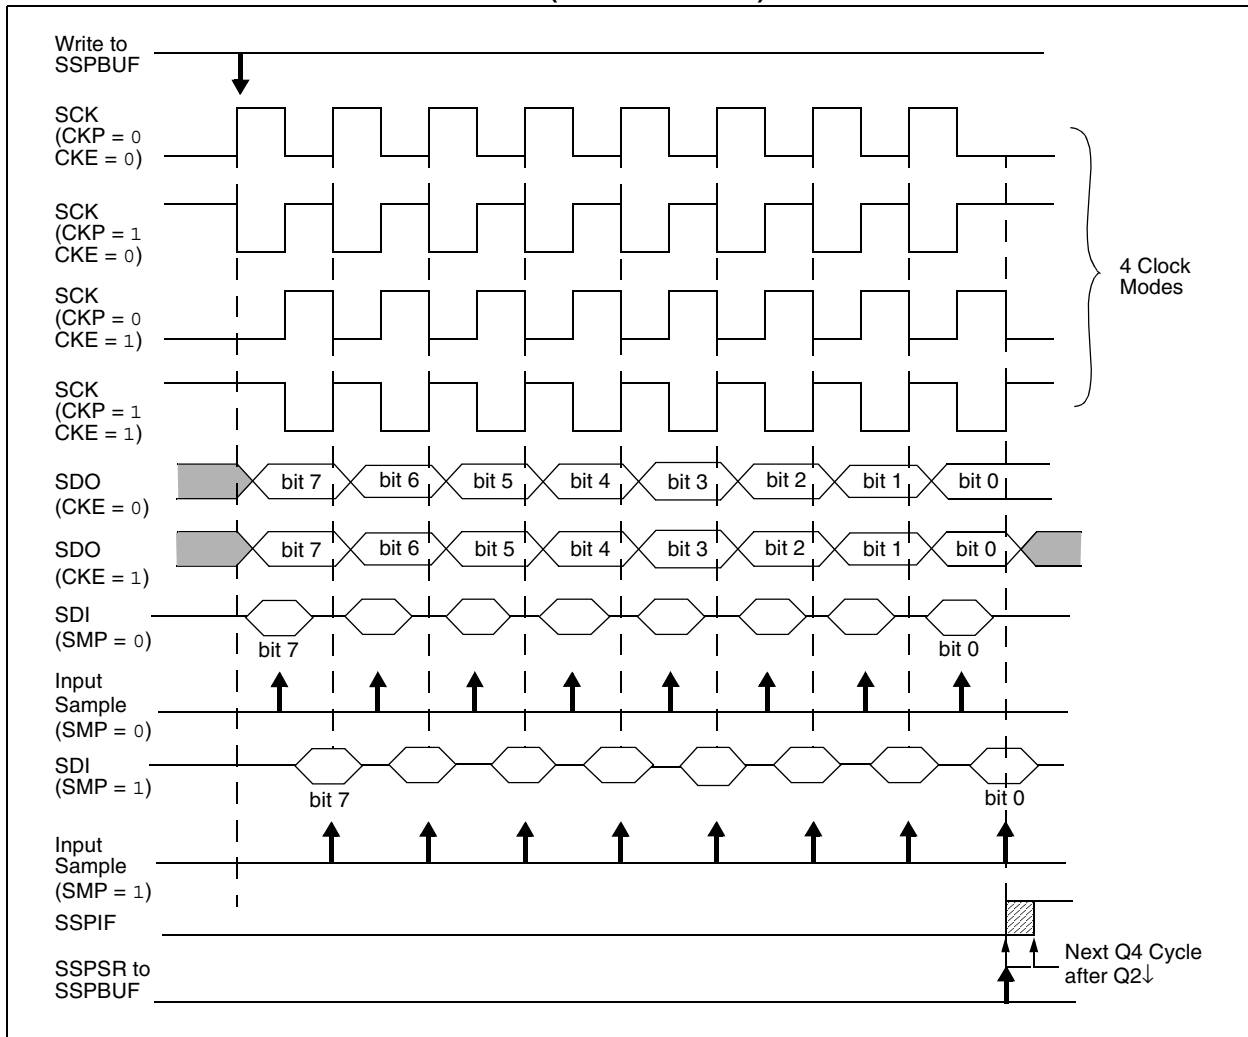 Write to
SSPBUF
SCK
(CKP = 0
CKE = 0)
SCK
(CKP = 1
CKE = 0)
SCK
(CKP = 0
CKE = 1)
SCK
(CKP = 1
CKE = 1)
4 Clock
Modes
SDO
(CKE = 0)
bit 7 bit 6 bit 5 bit 4 bit 3 bit 2 bit 1 bit 0
SDO
(CKE = 1)
bit 7 bit 6 bit 5 bit 4 bit 3 bit 2 bit 1 bit 0
SDI
(SMP = 0)
bit 7 bit 0
Input
Sample
(SMP = 0)
SDI
(SMP = 1)
bit 7 bit 0
Input
Sample
(SMP = 1)
SSPIF
SSPSR to
SSPBUF
Next Q4 Cycle
after Q2↓